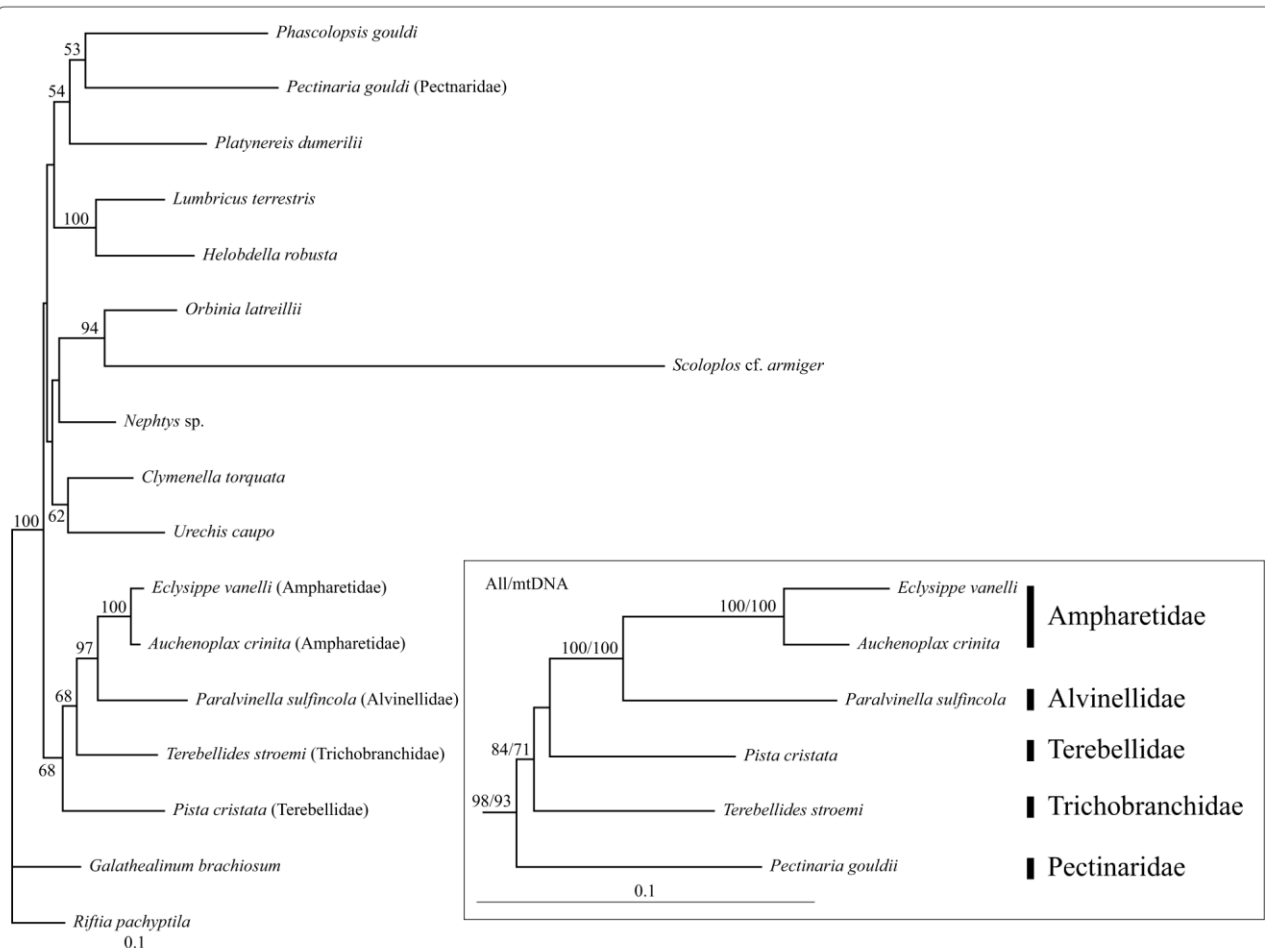 Phascolopsis gouldi
53
Pectinaria gouldi (Pectnaridae)
54
Platynereis dumerilii
Lumbricus terrestris
100
Helobdella robusta
Orbinia latreillii
94
Scoloplos cf. armiger
Nephtys sp.
Clymenella torquata
62
Urechis caupo
100
Eclysippe vanelli (Ampharetidae)
100
Auchenoplax crinita (Ampharetidae)
97
Paralvinella sulfincola (Alvinellidae)
68
Terebellides stroemi (Trichobranchidae)
68
Pista cristata (Terebellidae)
Galathealinum brachiosum
Riftia pachyptila
0.1
All/mtDNA
Eclysippe vanelli
100/100
Ampharetidae
Auchenoplax crinita
100/100
Paralvinella sulfincola
Alvinellidae
84/71
Pista cristata
Terebellidae
98/93
Terebellides stroemi
Trichobranchidae
Pectinaria gouldii
Pectinaridae
0.1